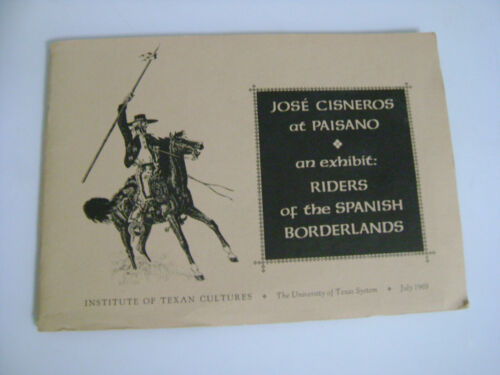 JOSÉ CISNEROS
at PAISANO
an exhibit:
RIDERS
of the SPANISH
BORDERLANDS
INSTITUTE OF TEXAN CULTURES • The University of Texas System • July 1969